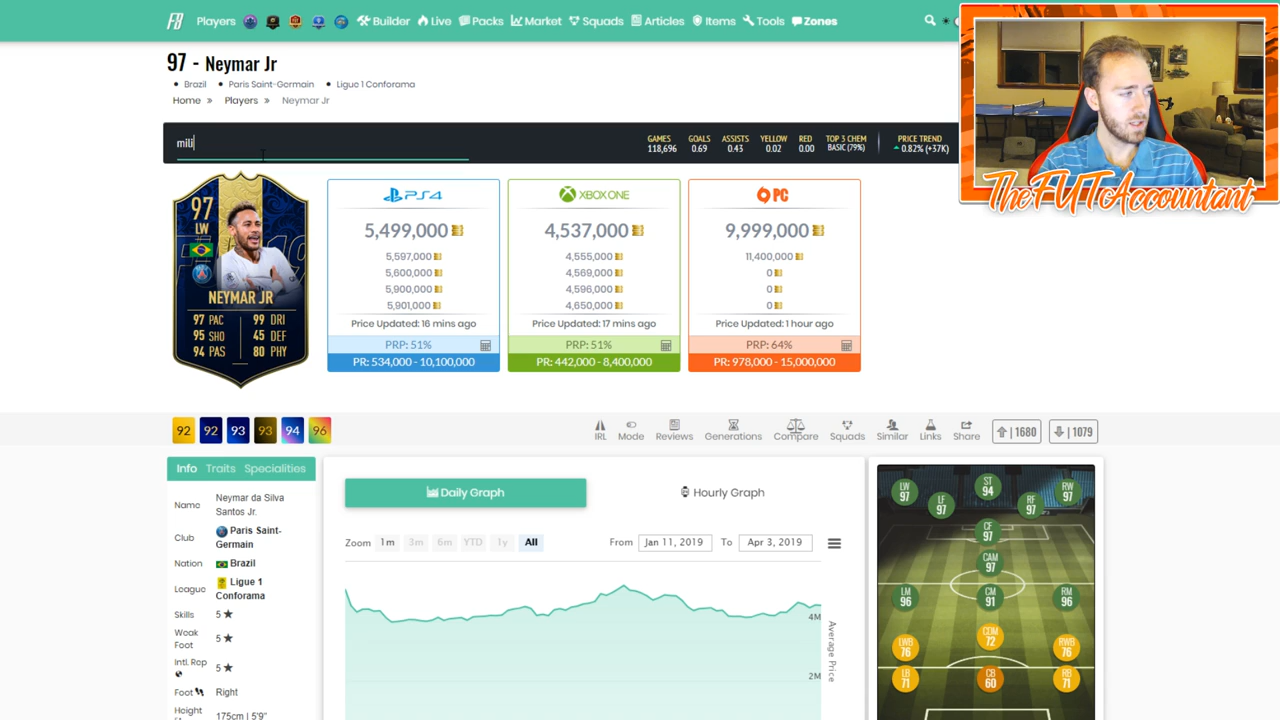 FB Players Builder Live Packs Market Squads Articles Items Tools Zones
97 - Neymar Jr
Brazil Paris Saint-Germain Ligue 1 Conforama
Home » Players » Neymar Jr
mili
GAMES GOALS ASSISTS YELLOW RED TOP 3 CHEM PRICE TREND
118,696 0.69 0.43 0.02 0.00 BASIC (79%) 0.82% (+37K)
TheFUTAccountant
97
LW
NEYMAR JR
97 PAC 99 DRI
95 SHO 45 DEF
94 PAS 80 PHY
PS4
5,499,000
5,597,000
5,600,000
5,900,000
5,901,000
Price Updated: 16 mins ago
PRP: 51%
PR: 534,000 - 10,100,000
XBOX ONE
4,537,000
4,555,000
4,569,000
4,596,000
4,650,000
Price Updated: 17 mins ago
PRP: 51%
PR: 442,000 - 8,400,000
PC
9,999,000
11,400,000
0
0
0
Price Updated: 1 hour ago
PRP: 64%
PR: 978,000 - 15,000,000
92 92 93 93 94 96
IRL Mode Reviews Generations Compare Squads Similar Links Share 1680 1079
Info Traits Specialities
Name Neymar da Silva
Santos Jr.
Club Paris Saint-
Germain
Nation Brazil
League Ligue 1
Conforama
Skills 5
Weak
Foot 5
Intl. Rep 5
Foot Right
Height 175cm | 5'9"
Daily Graph Hourly Graph
Zoom 1m 3m 6m YTD 1y All From Jan 11, 2019 To Apr 3, 2019
4M
2M
Average Price
LW 97
LF 97
ST 94
RF 97
RW 97
CF 97
CAM 97
LM 96
CM 91
RM 96
CDM 72
LWB 76
RWB 76
LB 71
CB 60
RB 71